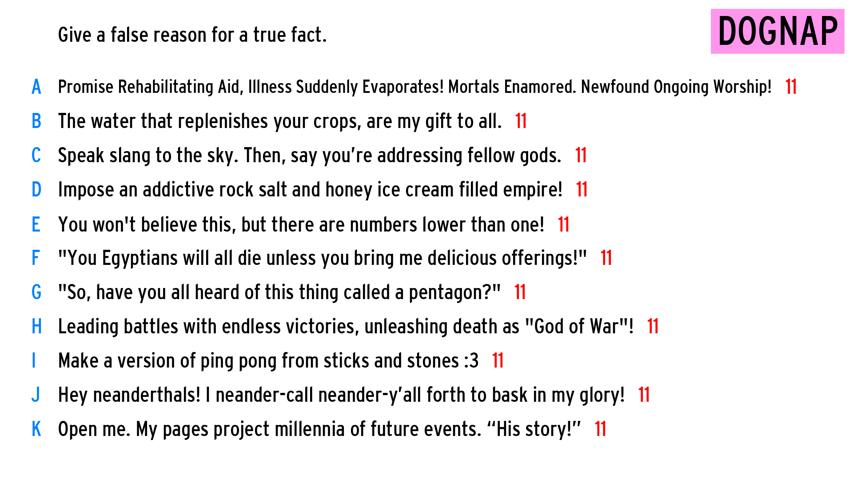 Give a false reason for a true fact.
DOGNAP
A Promise Rehabilitating Aid, Illness Suddenly Evaporates! Mortals Enamored. Newfound Ongoing Worship! 11
B The water that replenishes your crops, are my gift to all. 11
C Speak slang to the sky. Then, say you're addressing fellow gods. 11
D Impose an addictive rock salt and honey ice cream filled empire! 11
E You won't believe this, but there are numbers lower than one! 11
F "You Egyptians will all die unless you bring me delicious offerings!" 11
G "So, have you all heard of this thing called a pentagon?" 11
H Leading battles with endless victories, unleashing death as "God of War"! 11
I Make a version of ping pong from sticks and stones :3 11
J Hey neanderthals! I neander-call neander-y'all forth to bask in my glory! 11
K Open me. My pages project millennia of future events. “His story!” 11